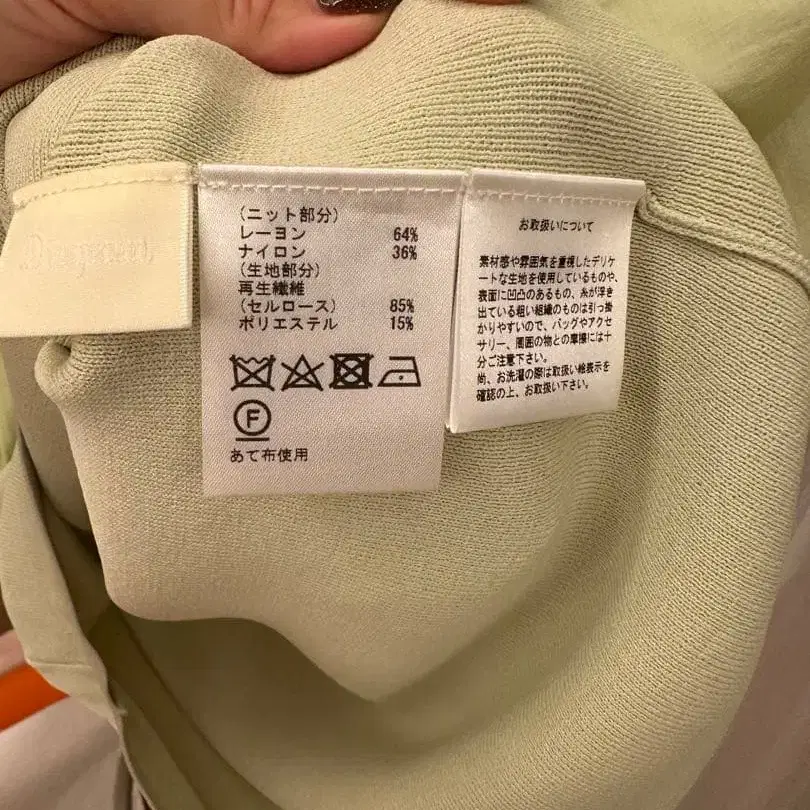 (ニット部分)
レーヨン 64%
ナイロン 36%
(生地部分)
再生繊維
(セルロース) 85%
ポリエステル 15%
F
あて布使用
お取扱いについて
素材感や雰囲気を重視したデリケ
ートな生地を使用しているものや、
表面に凹凸のあるもの、糸が浮き
出ている粗い組織のものは引っ掛
かりやすいので、バッグやアクセ
サリー、周囲の物との摩擦には十
分ご注意下さい。
尚、お洗濯の際は取扱い絵表示を
確認の上、お取扱い下さい。